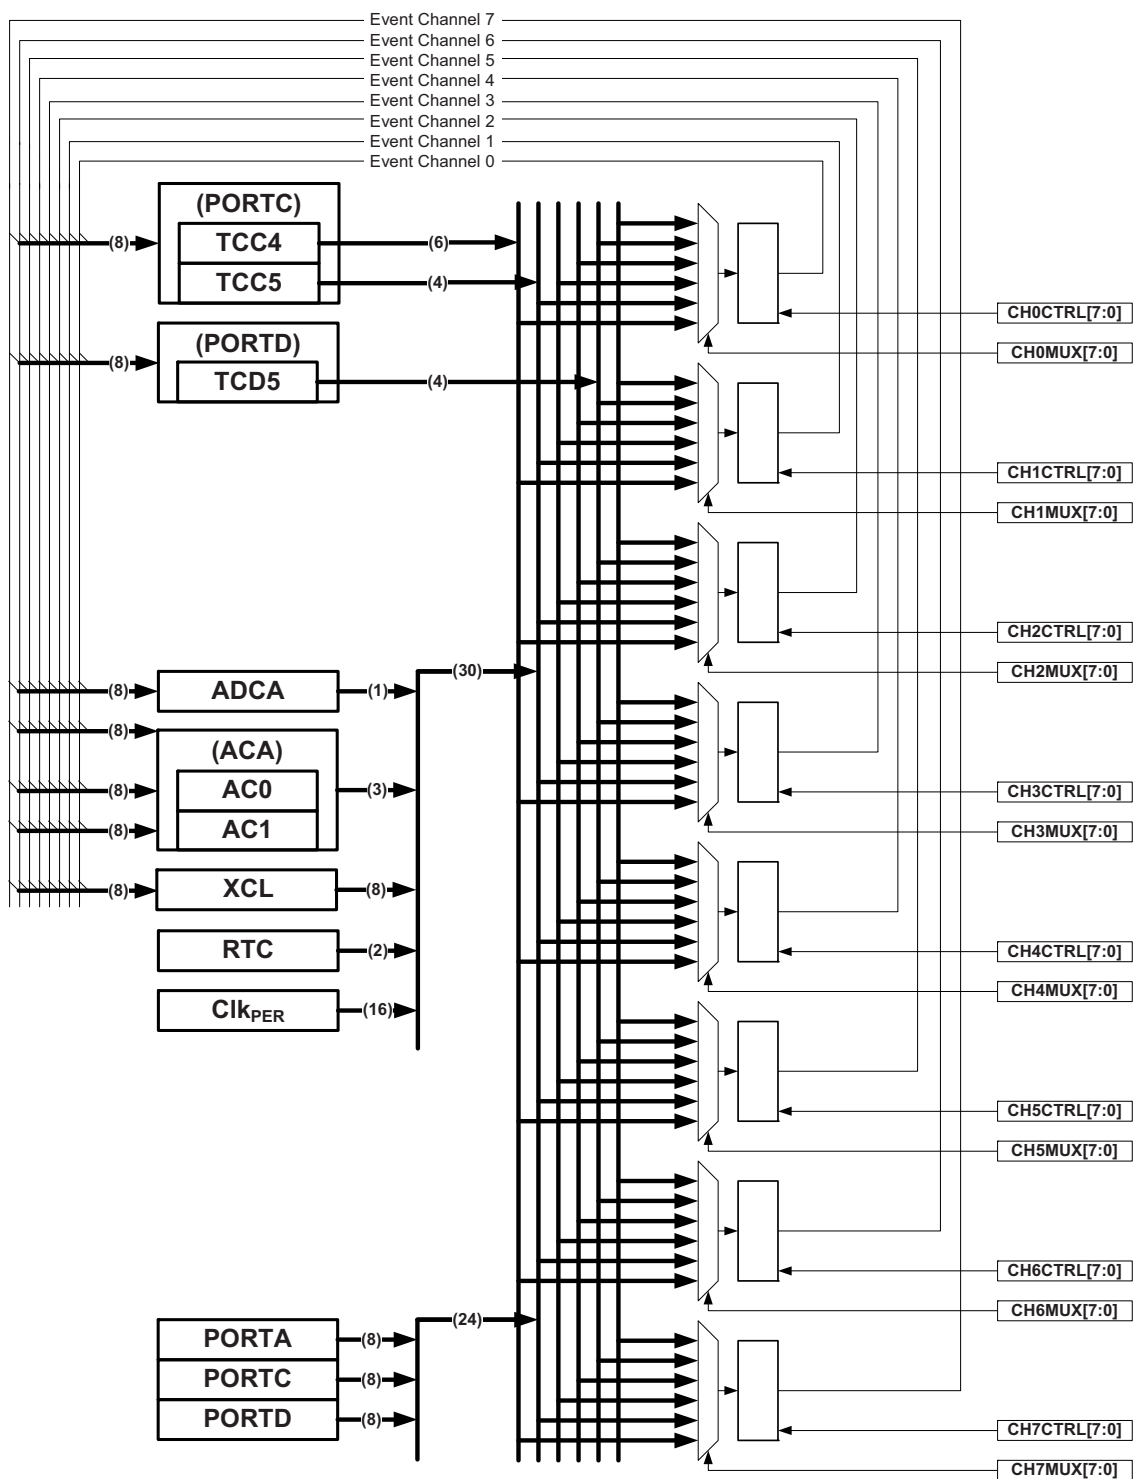 Event Channel 7
Event Channel 6
Event Channel 5
Event Channel 4
Event Channel 3
Event Channel 2
Event Channel 1
Event Channel 0
(PORTC)
(8) TCC4 (6)
TCC5 (4)
CH0CTRL[7:0]
(PORTD)
CH0MUX[7:0]
(8)
TCD5 (4)
CH1CTRL[7:0]
CH1MUX[7:0]
CH2CTRL[7:0]
(30) CH2MUX[7:0]
(8) ADCA (1)
(8)
(ACA)
(8) AC0 (3) CH3CTRL[7:0]
(8) AC1 CH3MUX[7:0]
(8) XCL (8)
RTC (2) CH4CTRL[7:0]
CH4MUX[7:0]
ClkPER (16)
CH5CTRL[7:0]
CH5MUX[7:0]
CH6CTRL[7:0]
CH6MUX[7:0]
(24)
PORTA (8)
PORTC (8)
PORTD (8)
CH7CTRL[7:0]
CH7MUX[7:0]